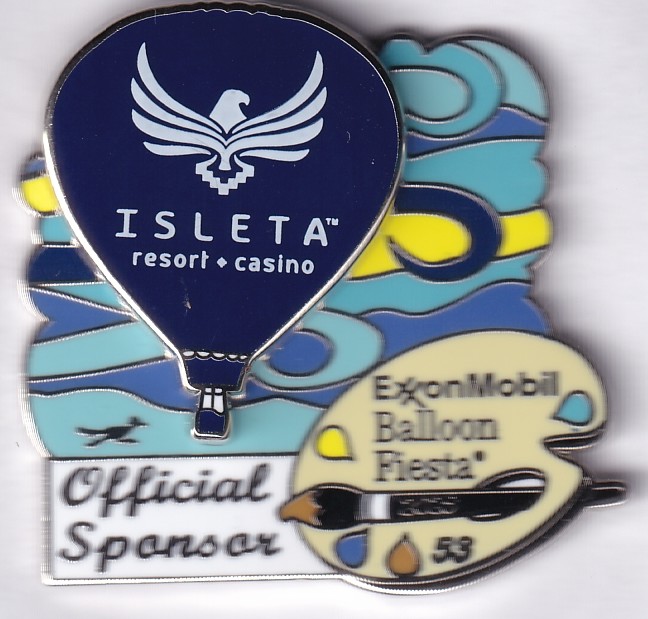 ISLETA™
resort ⬥ casino
ExxonMobil
Balloon
Fiesta®
53
Official
Sponsor